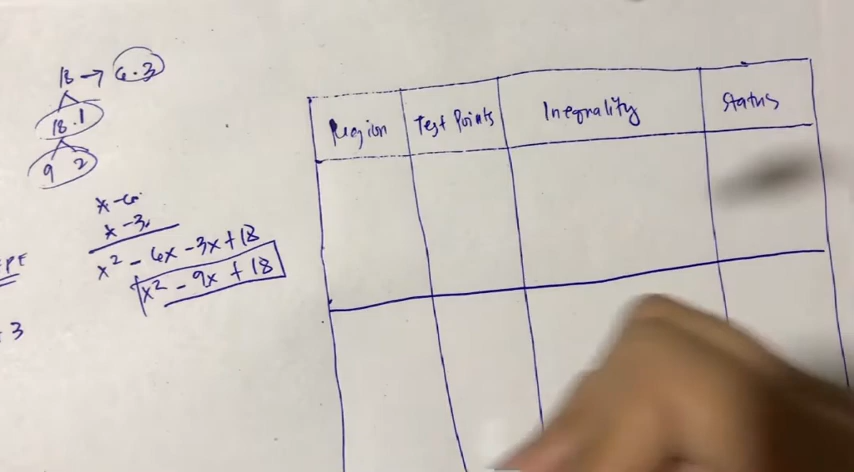 18 → 6·3
18 1
9 2
x-6
x-3
x² - 6x - 3x + 18
x² - 9x + 18
3
Region Test Points Inequality Status